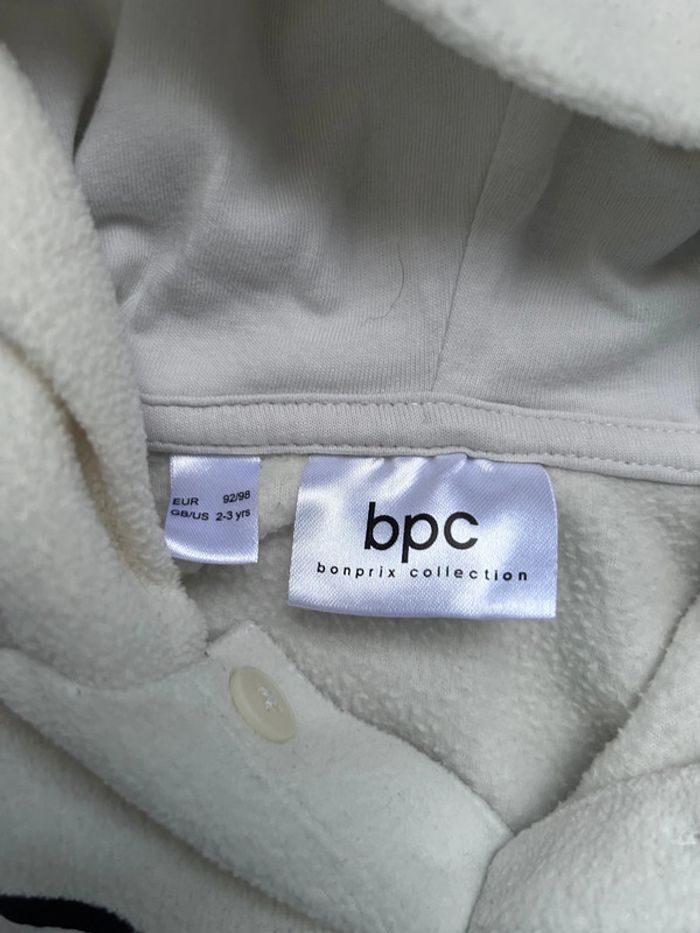 EUR 92/98
GB/US 2-3 yrs
bpc
bonprix collection